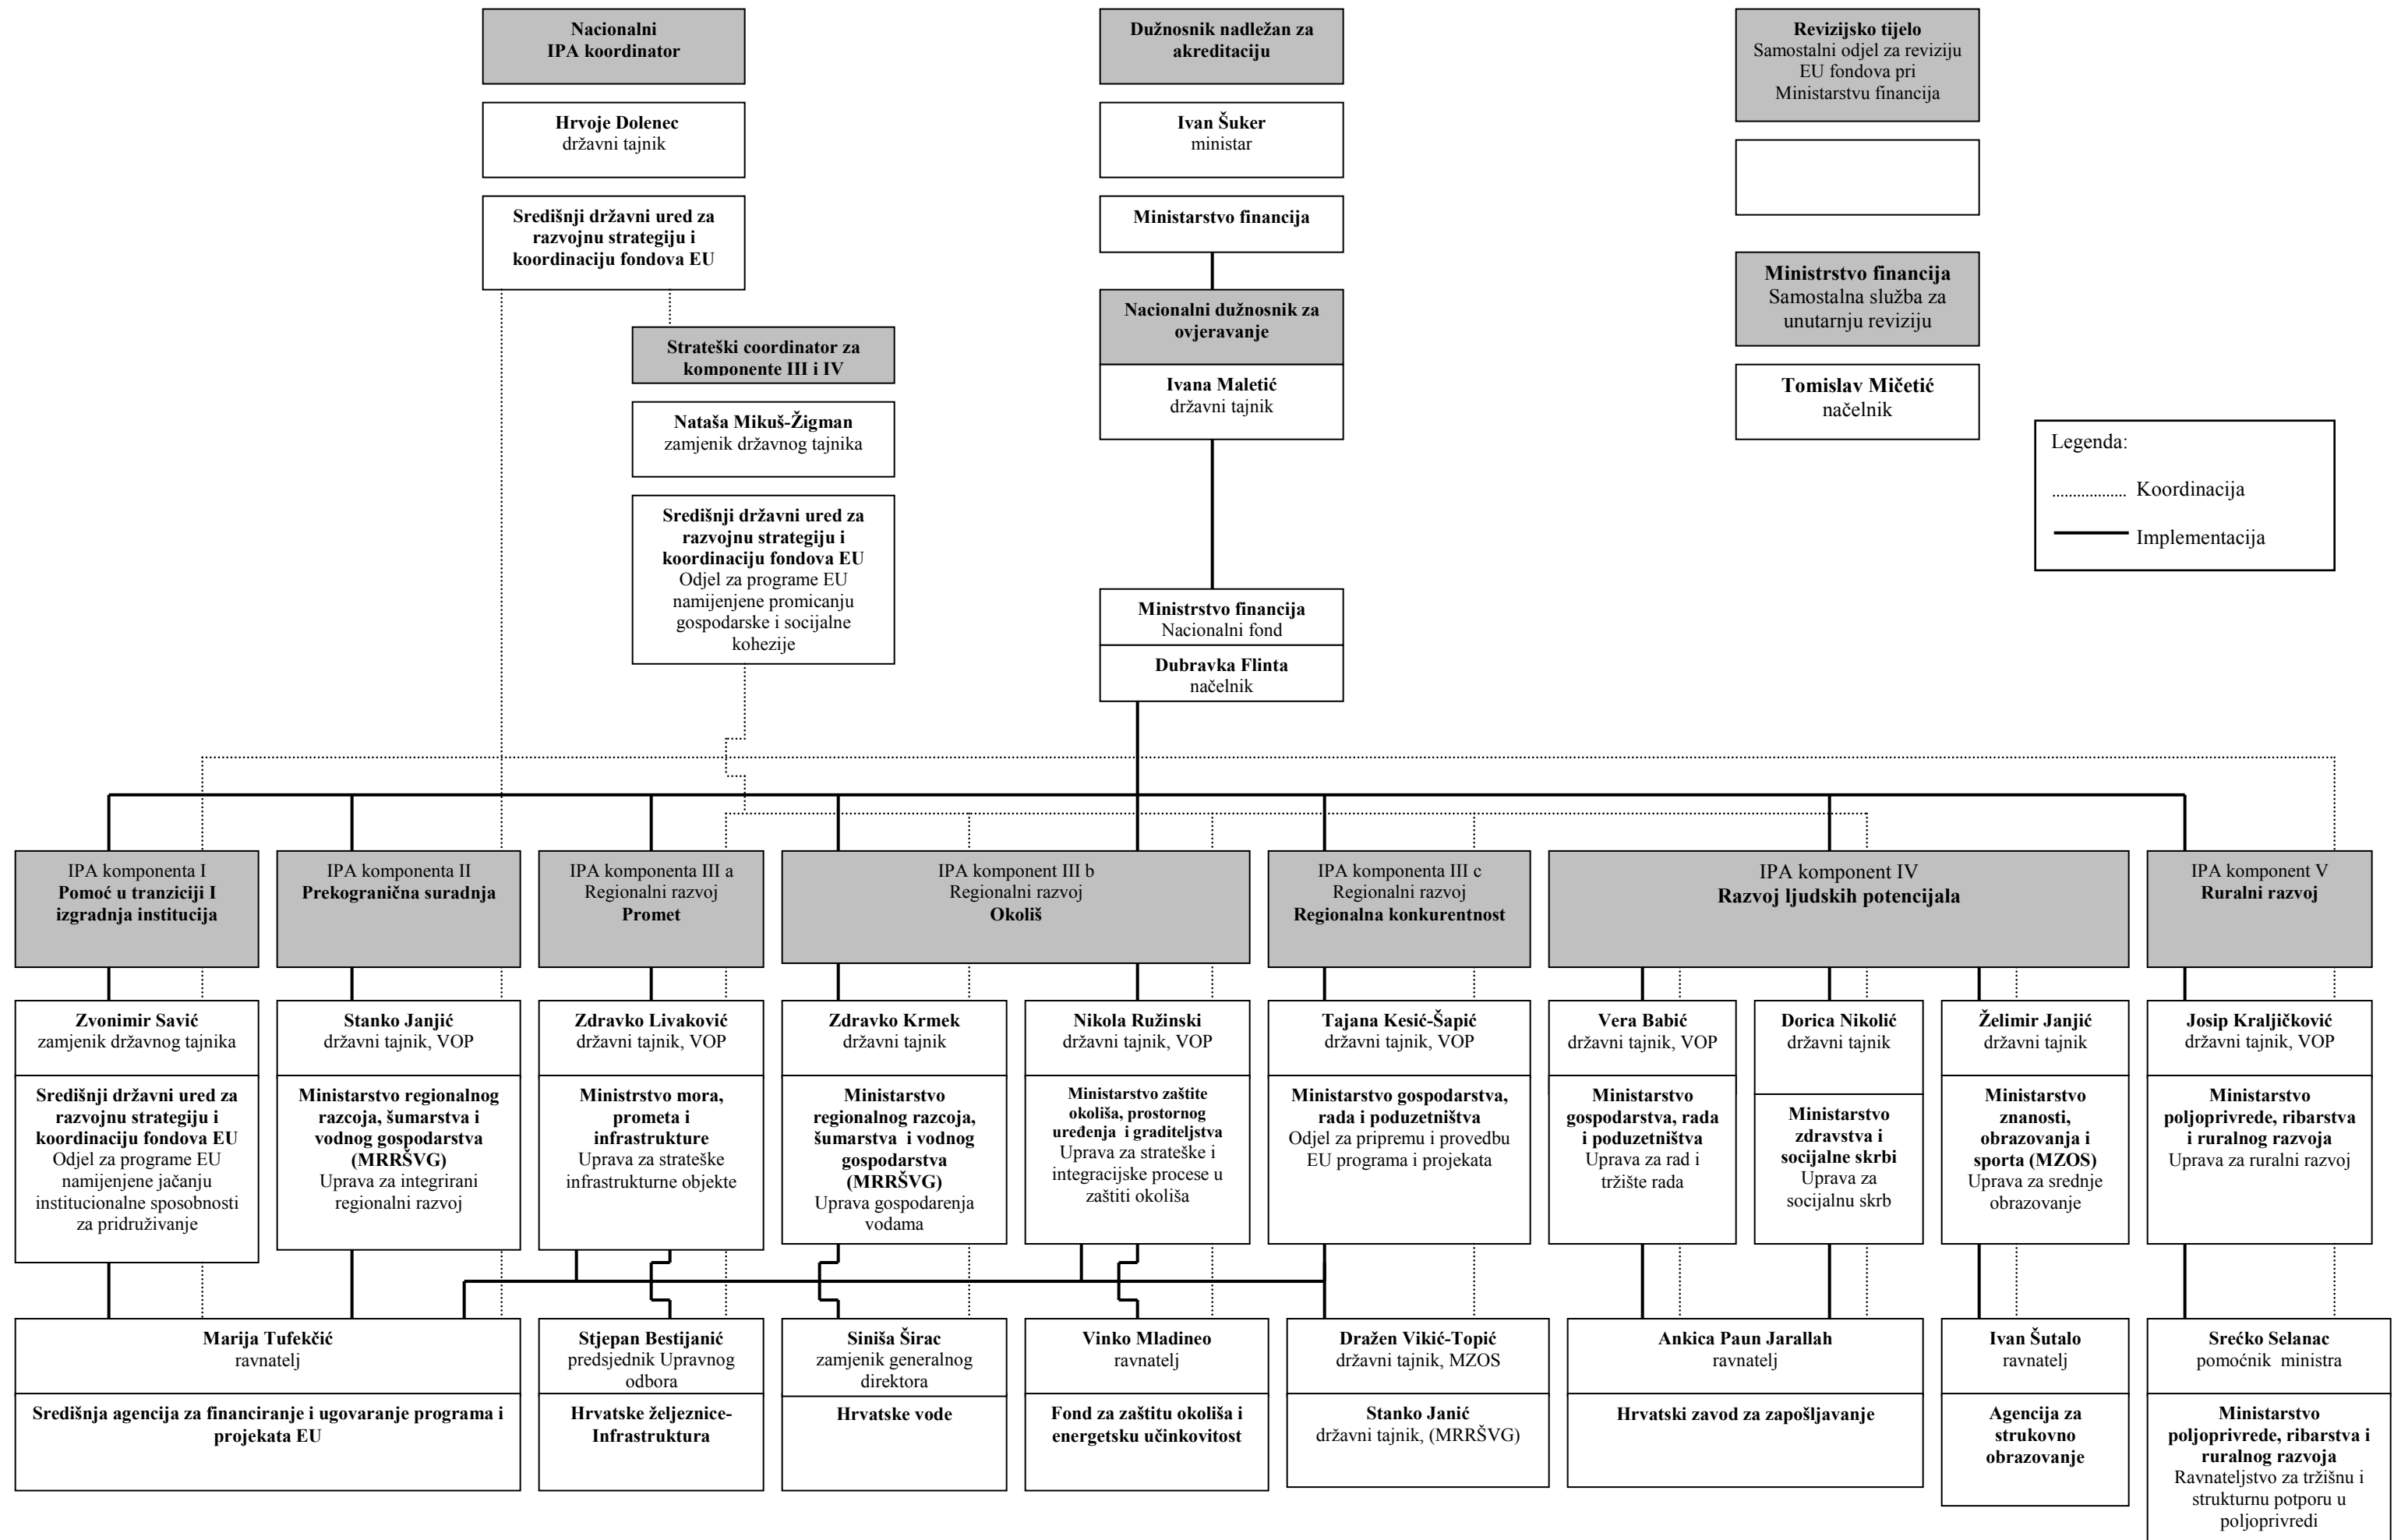 Nacionalni
IPA koordinator
Hrvoje Dolenec
državni tajnik
Središnji državni ured za
razvojnu strategiju i
koordinaciju fondova EU
Dužnosnik nadležan za
akreditaciju
Ivan Šuker
ministar
Ministarstvo financija
Nacionalni dužnosnik za
ovjeravanje
Ivana Maletić
državni tajnik
Revizijsko tijelo
Samostalni odjel za reviziju
EU fondova pri
Ministarstvu financija
Ministrstvo financija
Samostalna služba za
unutarnju reviziju
Tomislav Mičetić
načelnik
Strateški coordinator za
komponente III i IV
Nataša Mikuš-Žigman
zamjenik državnog tajnika
Središnji državni ured za
razvojnu strategiju i
koordinaciju fondova EU
Odjel za programe EU
namijenjene promicanju
gospodarske i socijalne
kohezije
Legenda:
.................. Koordinacija
Implementacija
Ministrstvo financija
Nacionalni fond
Dubravka Flinta
načelnik
IPA komponenta I
Pomoć u tranziciji I
izgradnja institucija
IPA komponenta II
Prekogranična suradnja
IPA komponenta III a
Regionalni razvoj
Promet
IPA component III b
Regionalni razvoj
Okoliš
IPA komponenta III c
Regionalni razvoj
Regionalna konkurentnost
IPA komponent IV
Razvoj ljudskih potencijala
IPA komponent V
Ruralni razvoj
Zvonimir Savić
zamjenik državnog tajnika
Središnji državni ured za
razvojnu strategiju i
koordinaciju fondova EU
Odjel za programe EU
namijenjene jačanju
institucionalne sposobnosti
za pridruživanje
Stanko Janjić
državni tajnik, VOP
Ministarstvo regionalnog
razcoja, šumarstva i
vodnog gospodarstva
(MRRŠVG)
Uprava za integrirani
regionalni razvoj
Zdravko Livaković
državni tajnik, VOP
Ministrstvo mora,
prometa i
infrastrukture
Uprava za strateške
infrastrukturne objekte
Zdravko Krmek
državni tajnik
Ministarstvo
regionalnog razcoja,
šumarstva i vodnog
gospodarstva
(MRRŠVG)
Uprava gospodarenja
vodama
Nikola Ružinski
državni tajnik, VOP
Ministarstvo zaštite
okoliša, prostornog
uređenja i graditeljstva
Uprava za strateške i
integracijske procese u
zaštiti okoliša
Tajana Kesić-Šapić
državni tajnik, VOP
Ministarstvo gospodarstva,
rada i poduzetništva
Odjel za pripremu i provedbu
EU programa i projekata
Vera Babić
državni tajnik, VOP
Ministarstvo
gospodarstva, rada
i poduzetništva
Uprava za rad i
tržište rada
Dorica Nikolić
državni tajnik
Ministarstvo
zdravstva i
socijalne skrbi
Uprava za
socijalnu skrb
Želimir Janjić
državni tajnik
Ministarstvo
znanosti,
obrazovanja i
sporta (MZOS)
Uprava za srednje
obrazovanje
Josip Kraljičković
državni tajnik, VOP
Ministarstvo
poljoprivrede, ribarstva
i ruralnog razvoja
Uprava za ruralni razvoj
Marija Tufekčić
ravnatelj
Središnja agencija za financiranje i ugovaranje programa i
projekata EU
Stjepan Bestijanić
predsjednik Upravnog
odbora
Hrvatske željeznice-
Infrastruktura
Siniša Širac
zamjenik generalnog
direktora
Hrvatske vode
Vinko Mladineo
ravnatelj
Fond za zaštitu okoliša i
energetsku učinkovitost
Dražen Vikić-Topić
državni tajnik, MZOS
Stanko Janić
državni tajnik, (MRRŠVG)
Ankica Paun Jarallah
ravnatelj
Hrvatski zavod za zapošljavanje
Ivan Šutalo
ravnatelj
Agencija za
strukovno
obrazovanje
Srećko Selanac
pomoćnik ministra
Ministarstvo
poljoprivrede, ribarstva i
ruralnog razvoja
Ravnateljstvo za tržišnu i
strukturnu potporu u
poljoprivredi